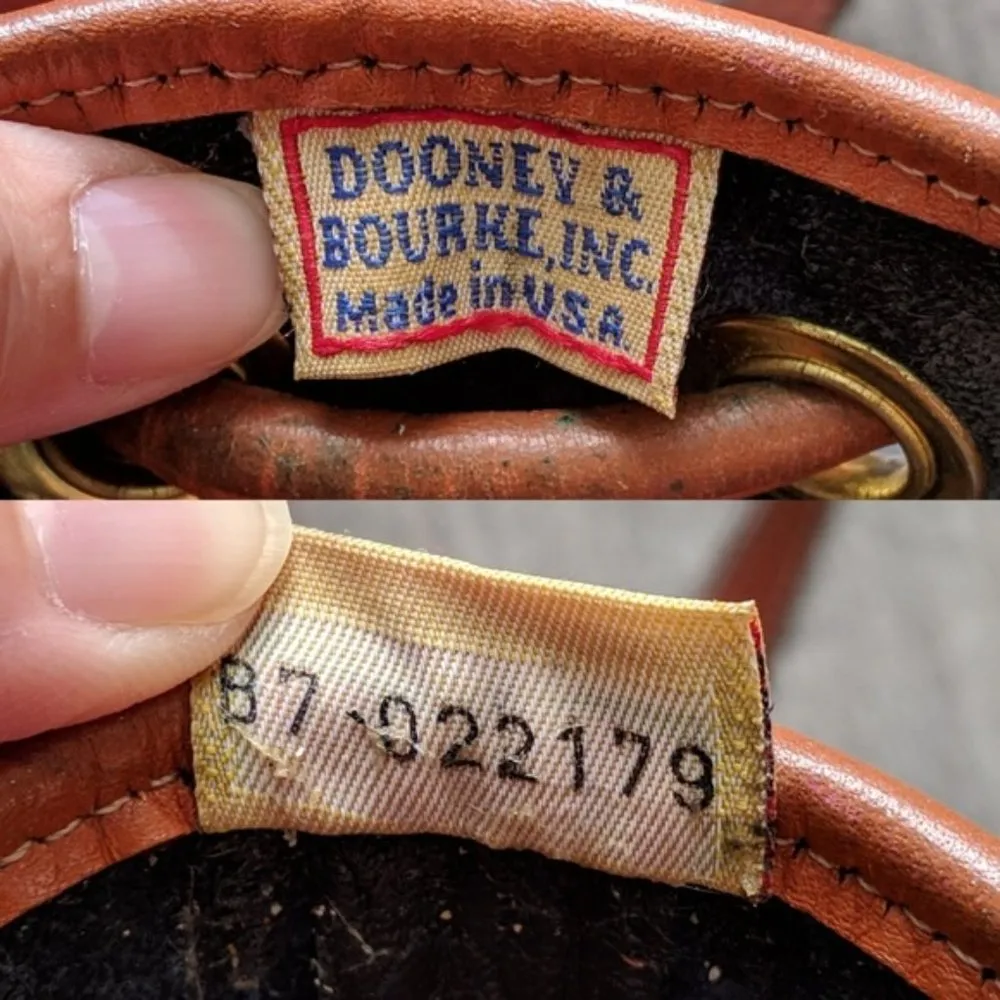 DOONEY &
BOURKE, INC.
Made in U.S.A.
B7 022179